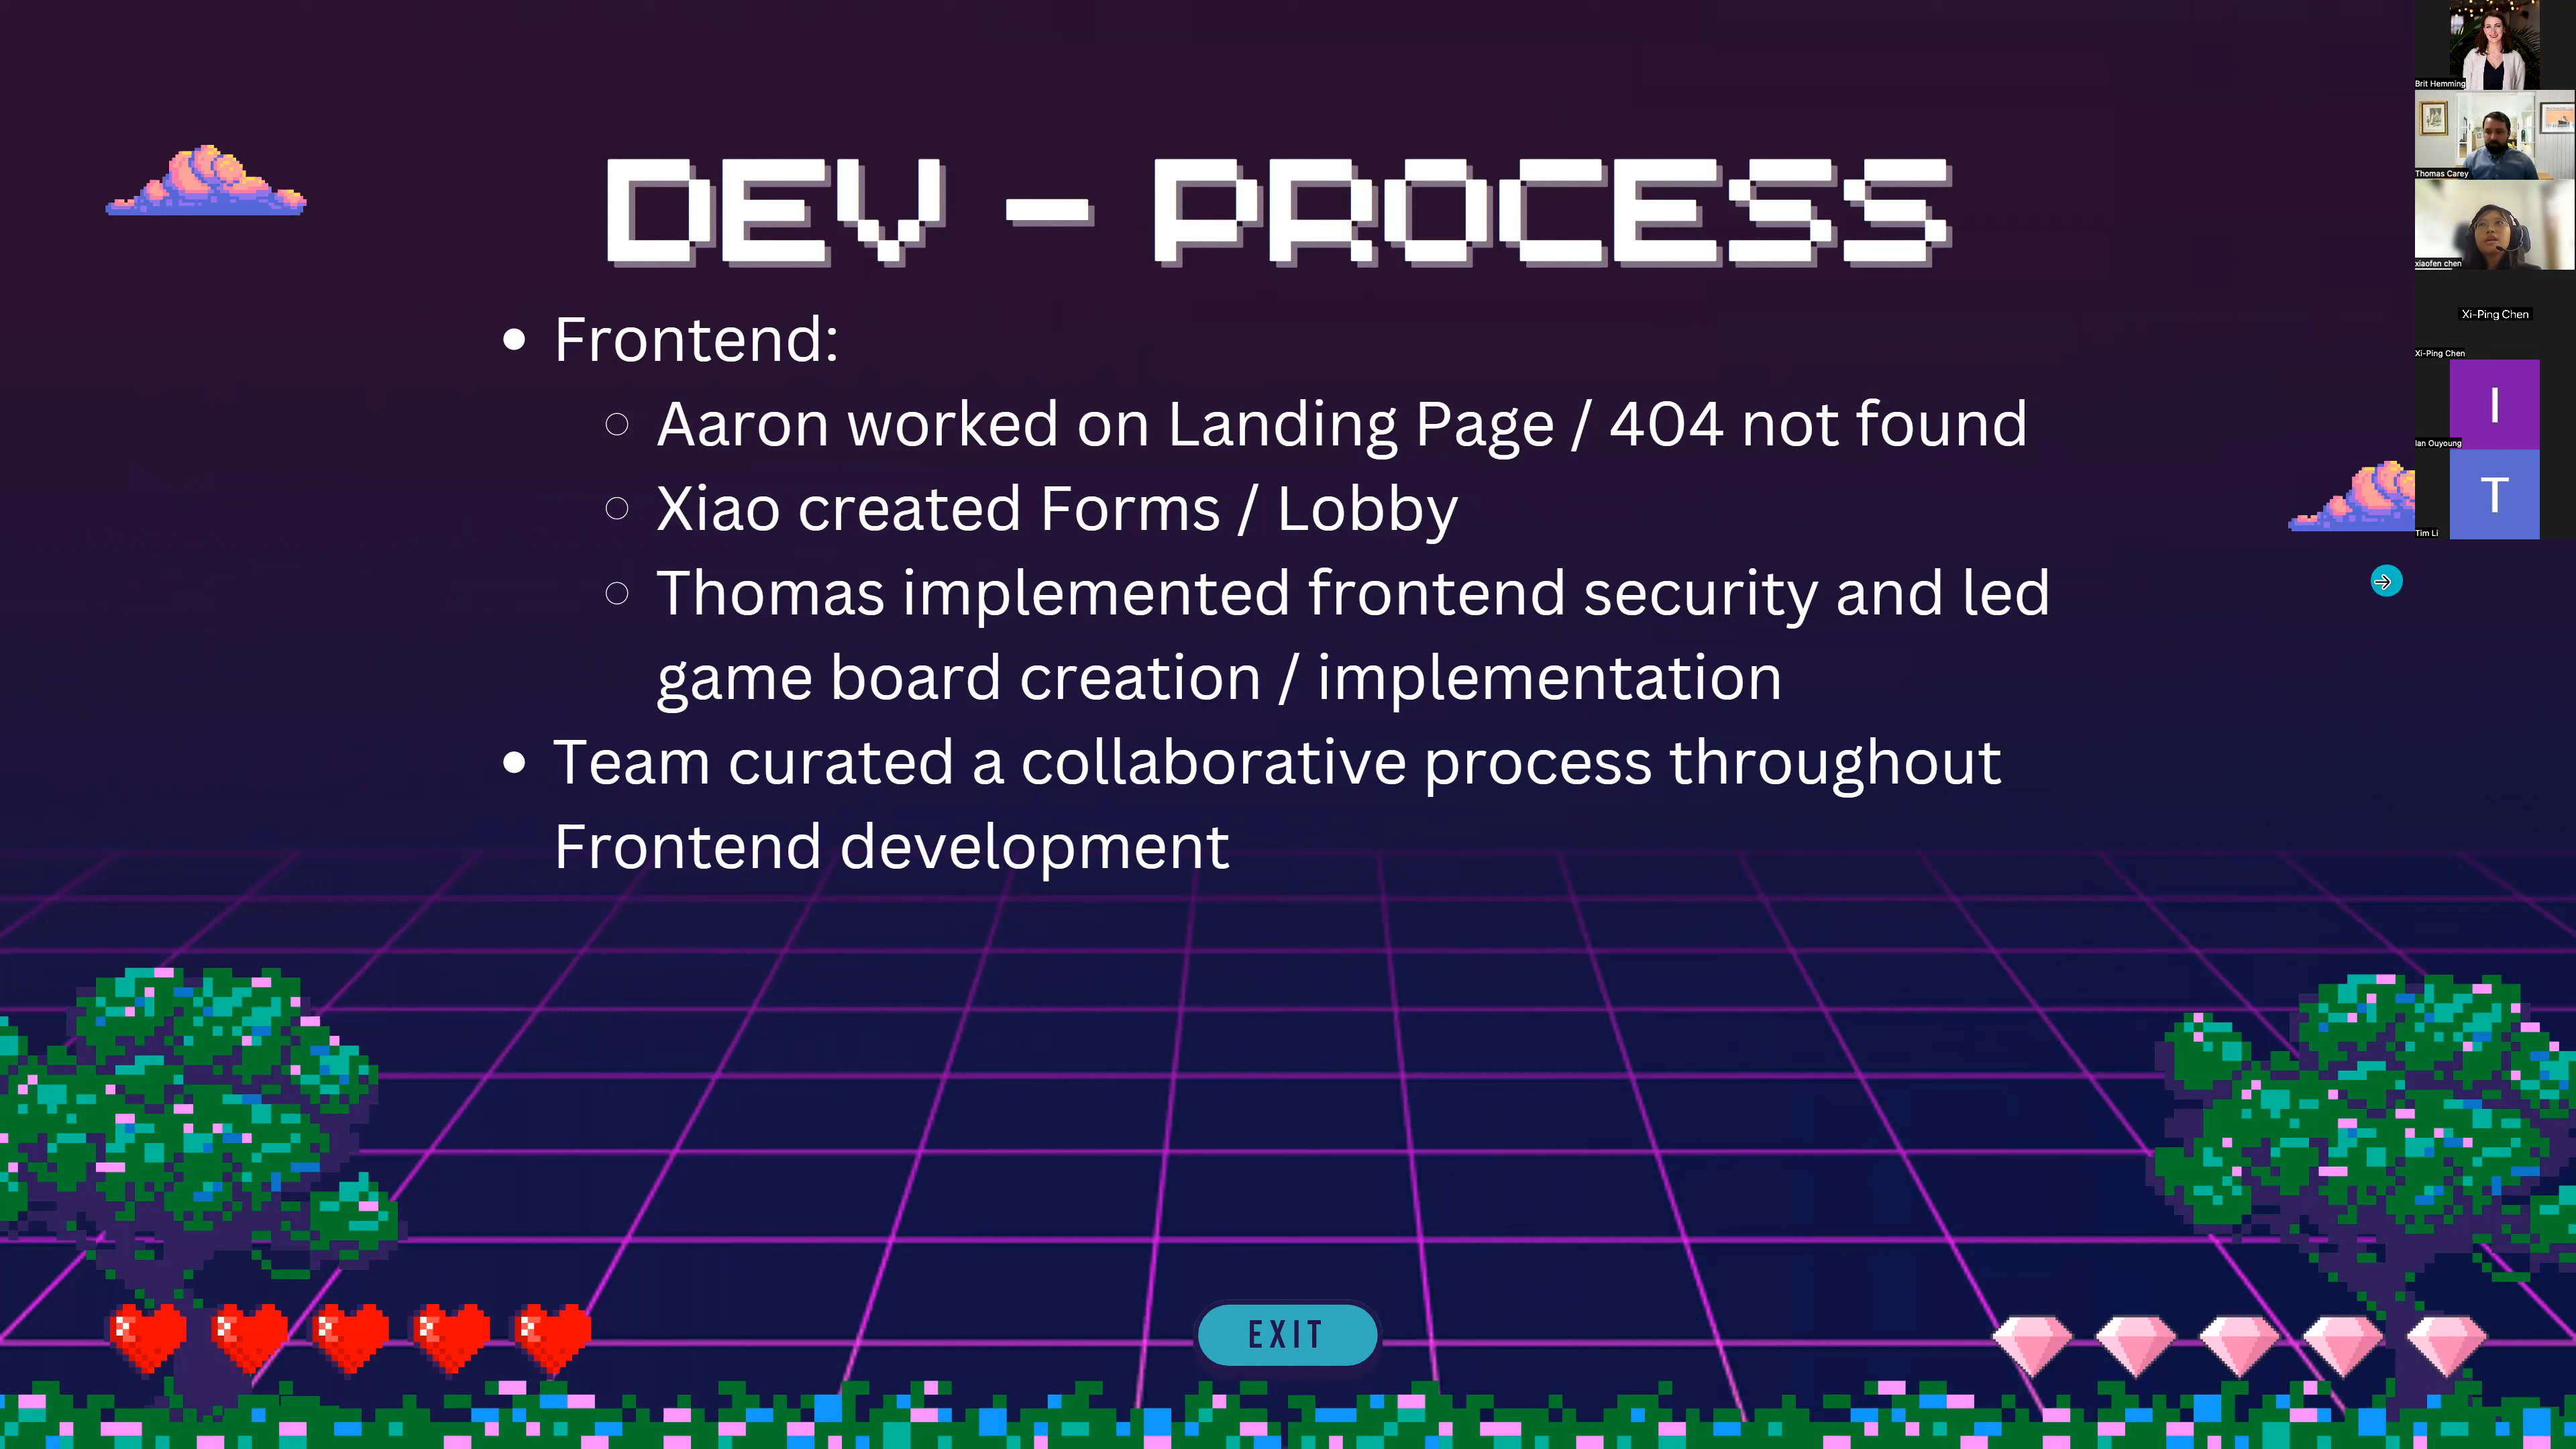 DEV - PROCESS
• Frontend:
○ Aaron worked on Landing Page / 404 not found
○ Xiao created Forms / Lobby
○ Thomas implemented frontend security and led
game board creation / implementation
• Team curated a collaborative process throughout
Frontend development
EXIT
Brit Hemming
Thomas Carey
xiaofen chen
Xi-Ping Chen
Xi-Ping Chen
I
Ian Ouyoung
T
Tim Li